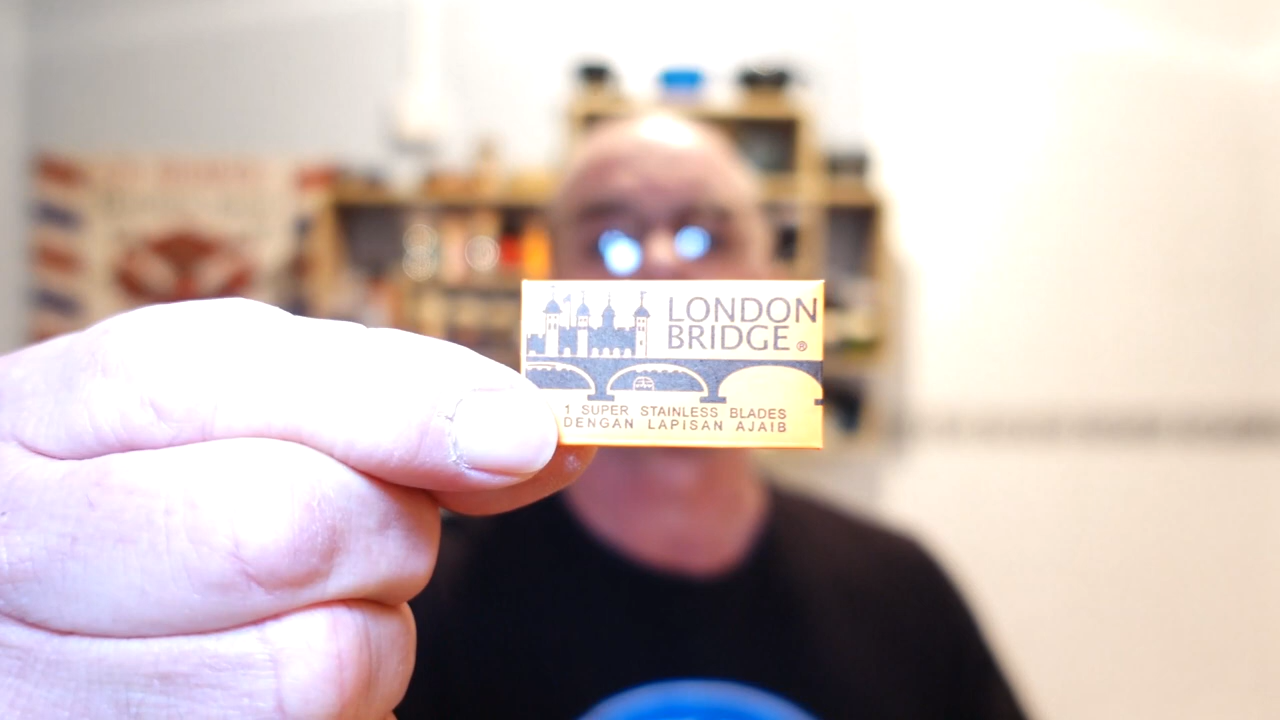 LONDON
BRIDGE ®
1 SUPER STAINLESS BLADES
DENGAN LAPISAN AJAIB